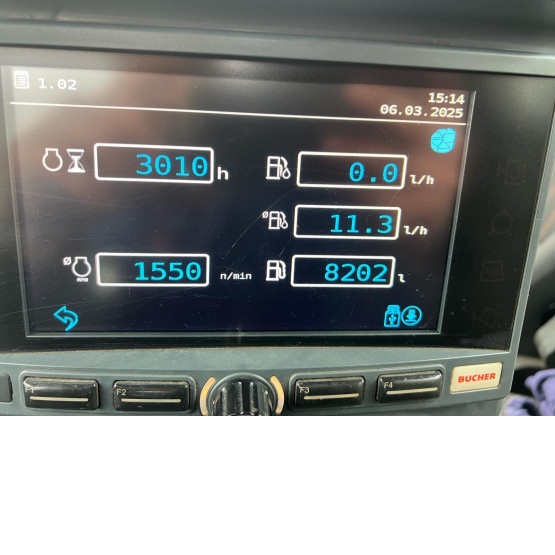 1.02
15:14
06.03.2025
3010 h
0.0 l/h
ø 11.3 l/h
ø 1550 n/min
8202 l
F1
F2
F3
F4
BUCHER